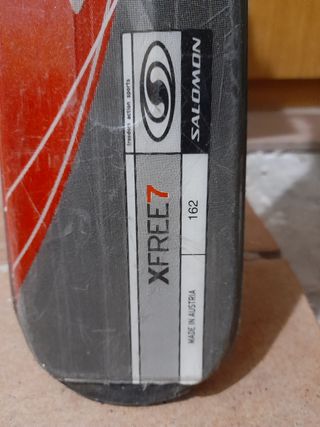 freedom action sports
SALOMON
XFREE7
162
MADE IN AUSTRIA